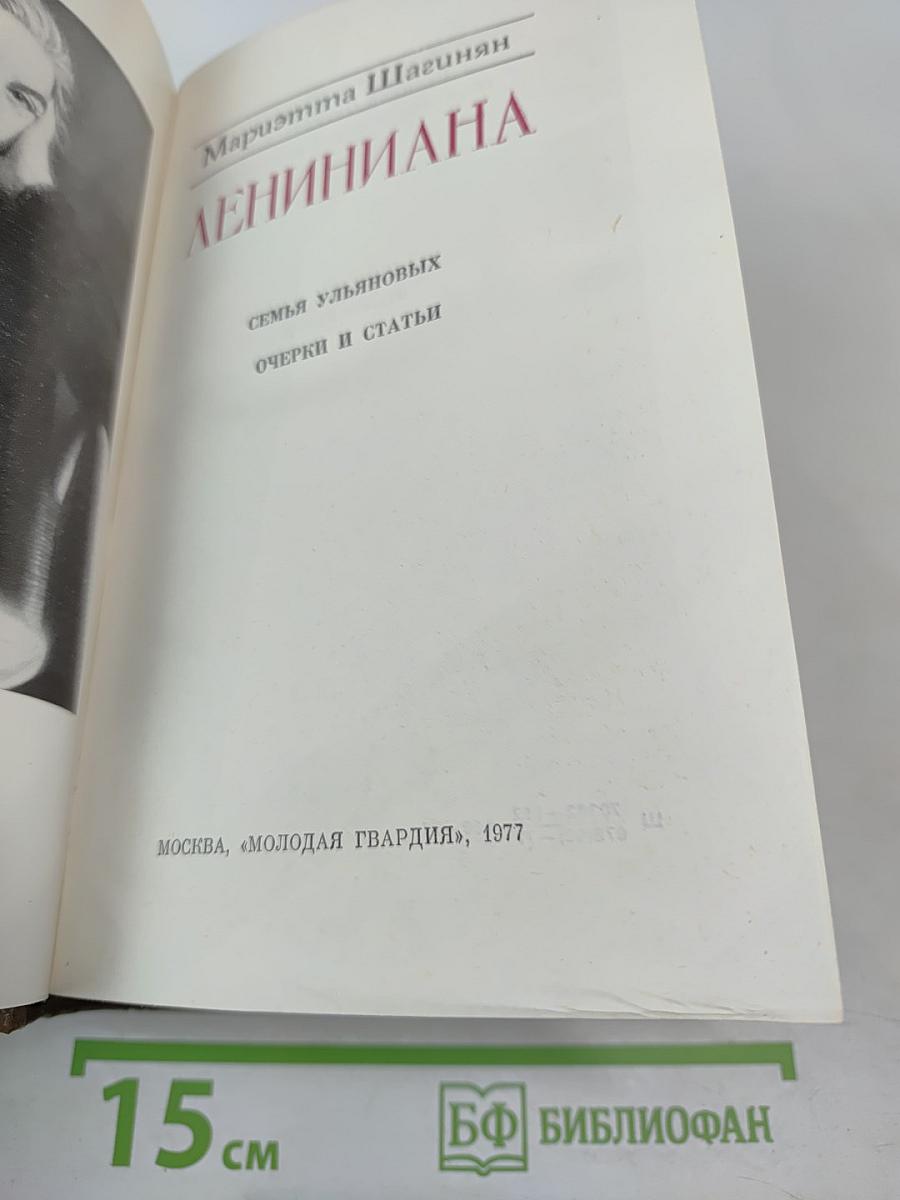 Мариэтта Шагинян
ЛЕНИНИАНА
СЕМЬЯ УЛЬЯНОВЫХ
ОЧЕРКИ И СТАТЬИ
МОСКВА, «МОЛОДАЯ ГВАРДИЯ», 1977
15 см
БФ БИБЛИОФАН